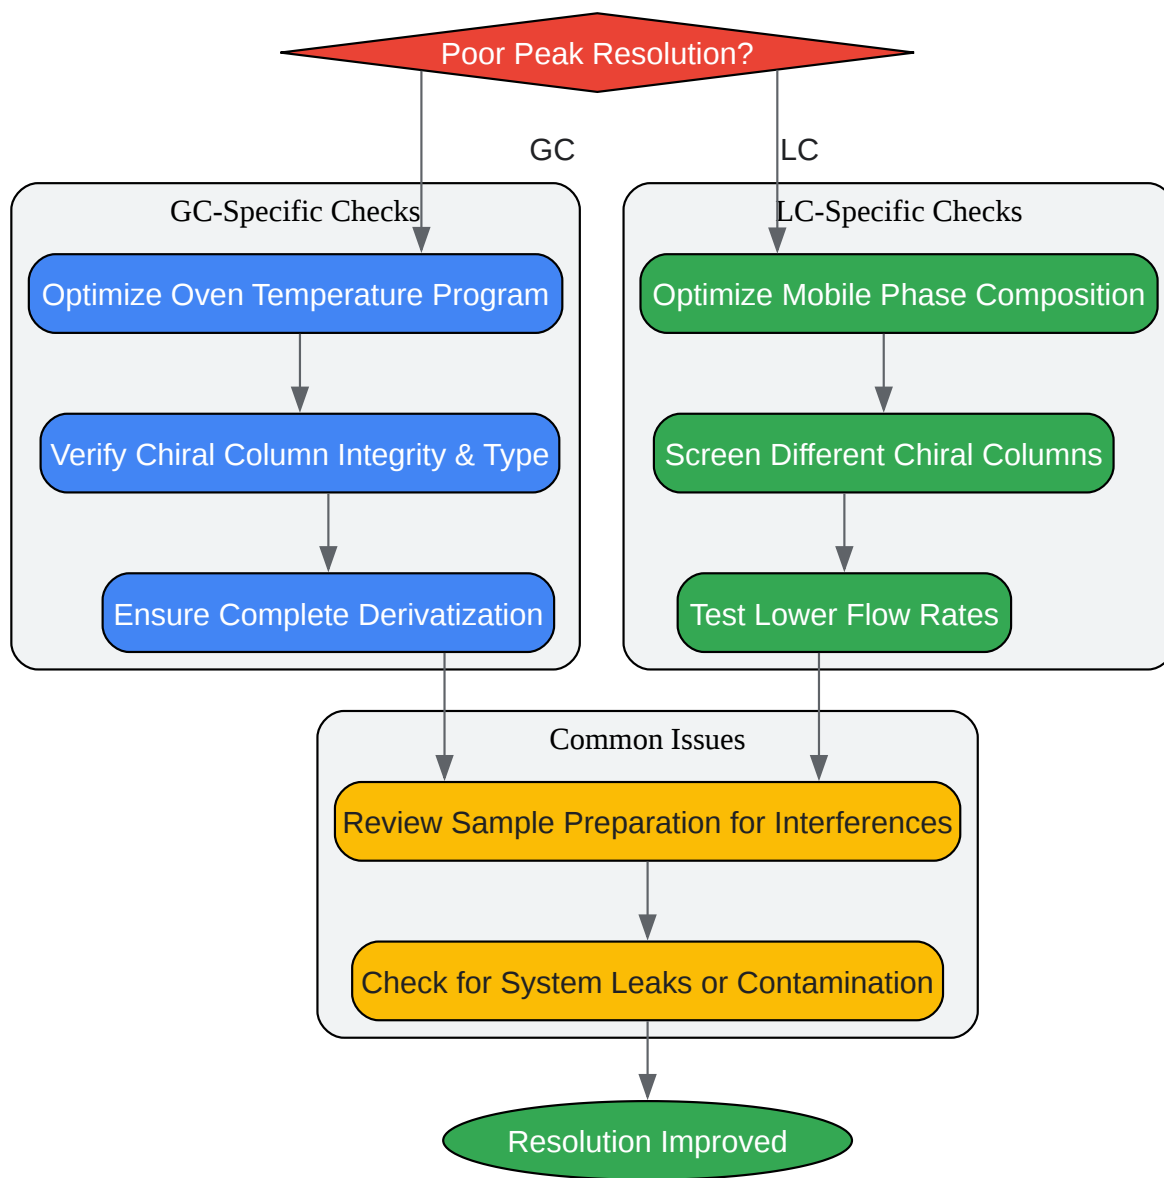 Poor Peak Resolution?
GC
LC
GC-Specific Checks
Optimize Oven Temperature Program
Verify Chiral Column Integrity & Type
Ensure Complete Derivatization
LC-Specific Checks
Optimize Mobile Phase Composition
Screen Different Chiral Columns
Test Lower Flow Rates
Common Issues
Review Sample Preparation for Interferences
Check for System Leaks or Contamination
Resolution Improved